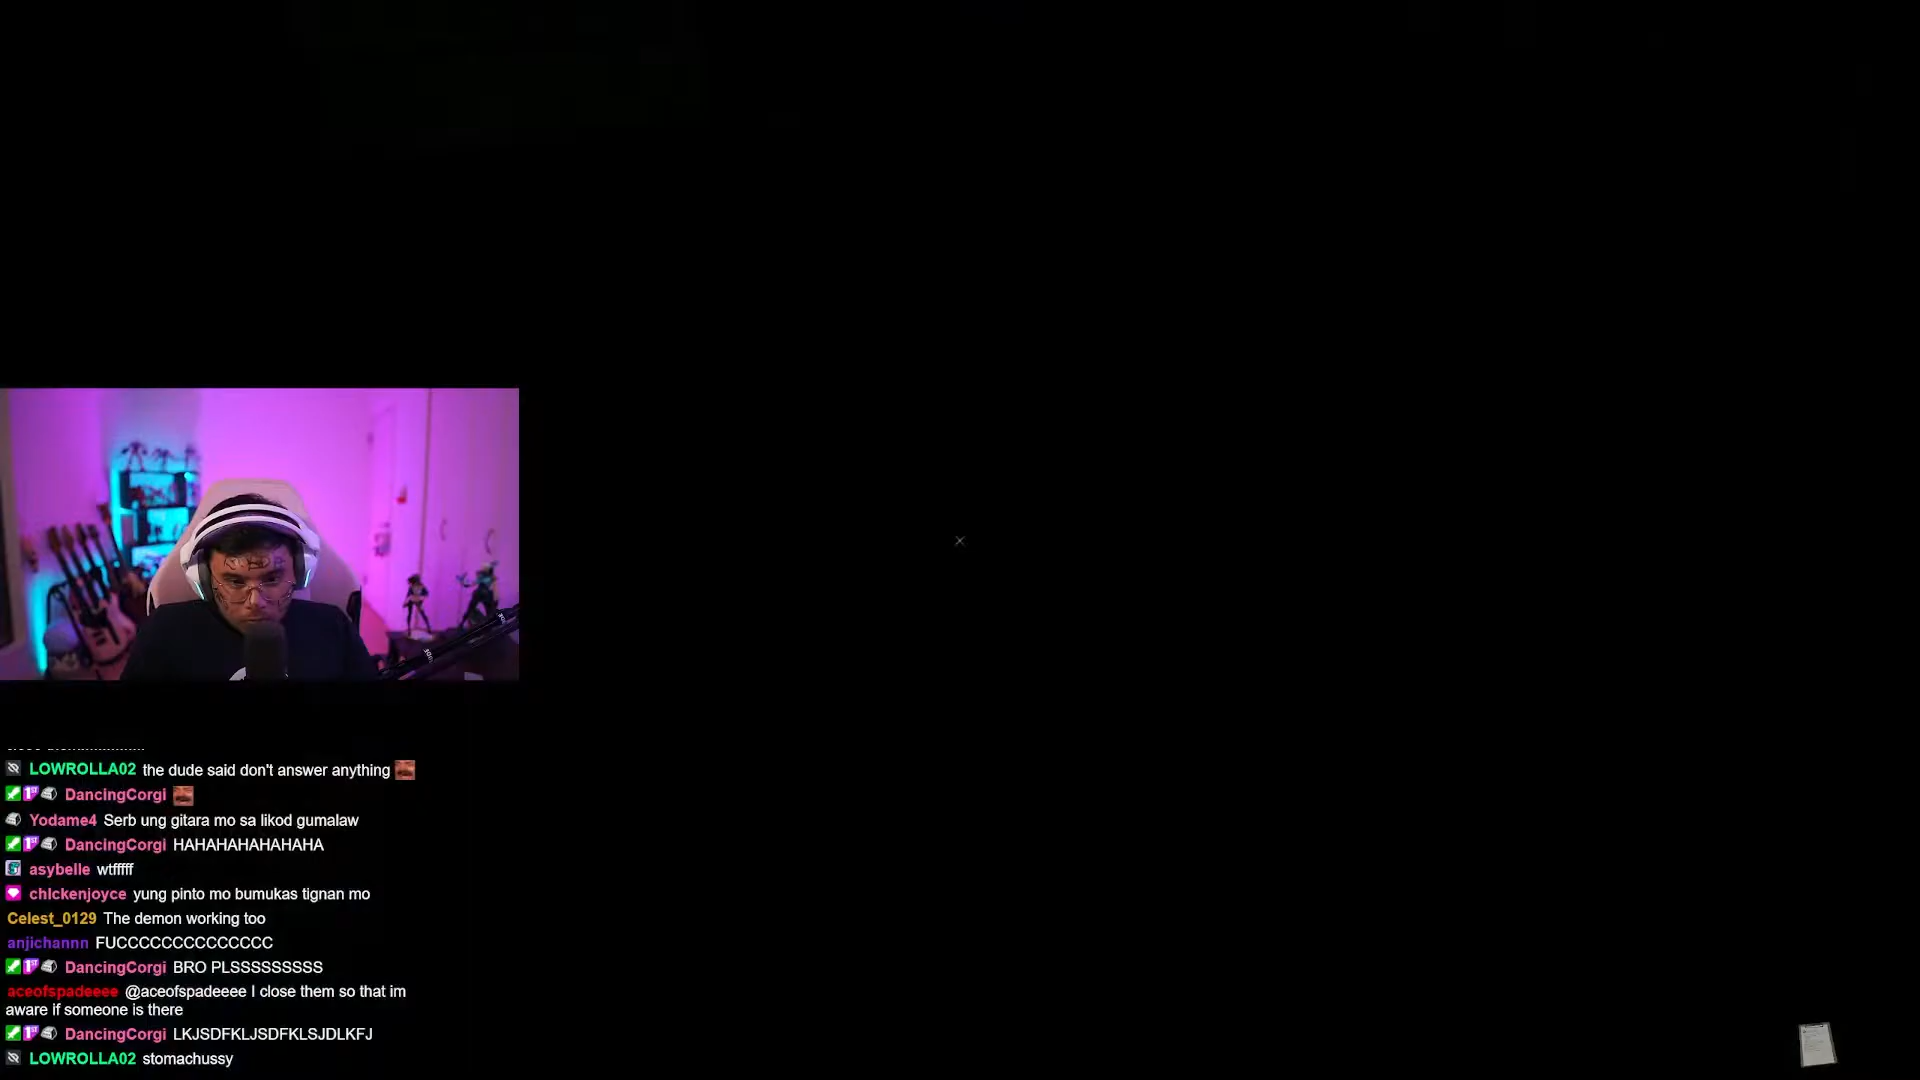 LOWROLLA02 the dude said don't answer anything
DancingCorgi
Yodame4 Serb ung gitara mo sa likod gumalaw
DancingCorgi HAHAHAHAHAHAHA
asybelle wtfffff
chIckenjoyce yung pinto mo bumukas tignan mo
Celest_0129 The demon working too
anjichannn FUCCCCCCCCCCCCCC
DancingCorgi BRO PLSSSSSSSSS
aceofspadeeee @aceofspadeeee I close them so that im
aware if someone is there
DancingCorgi LKJSDFKLJSDFKLSJDLKFJ
LOWROLLA02 stomachussy